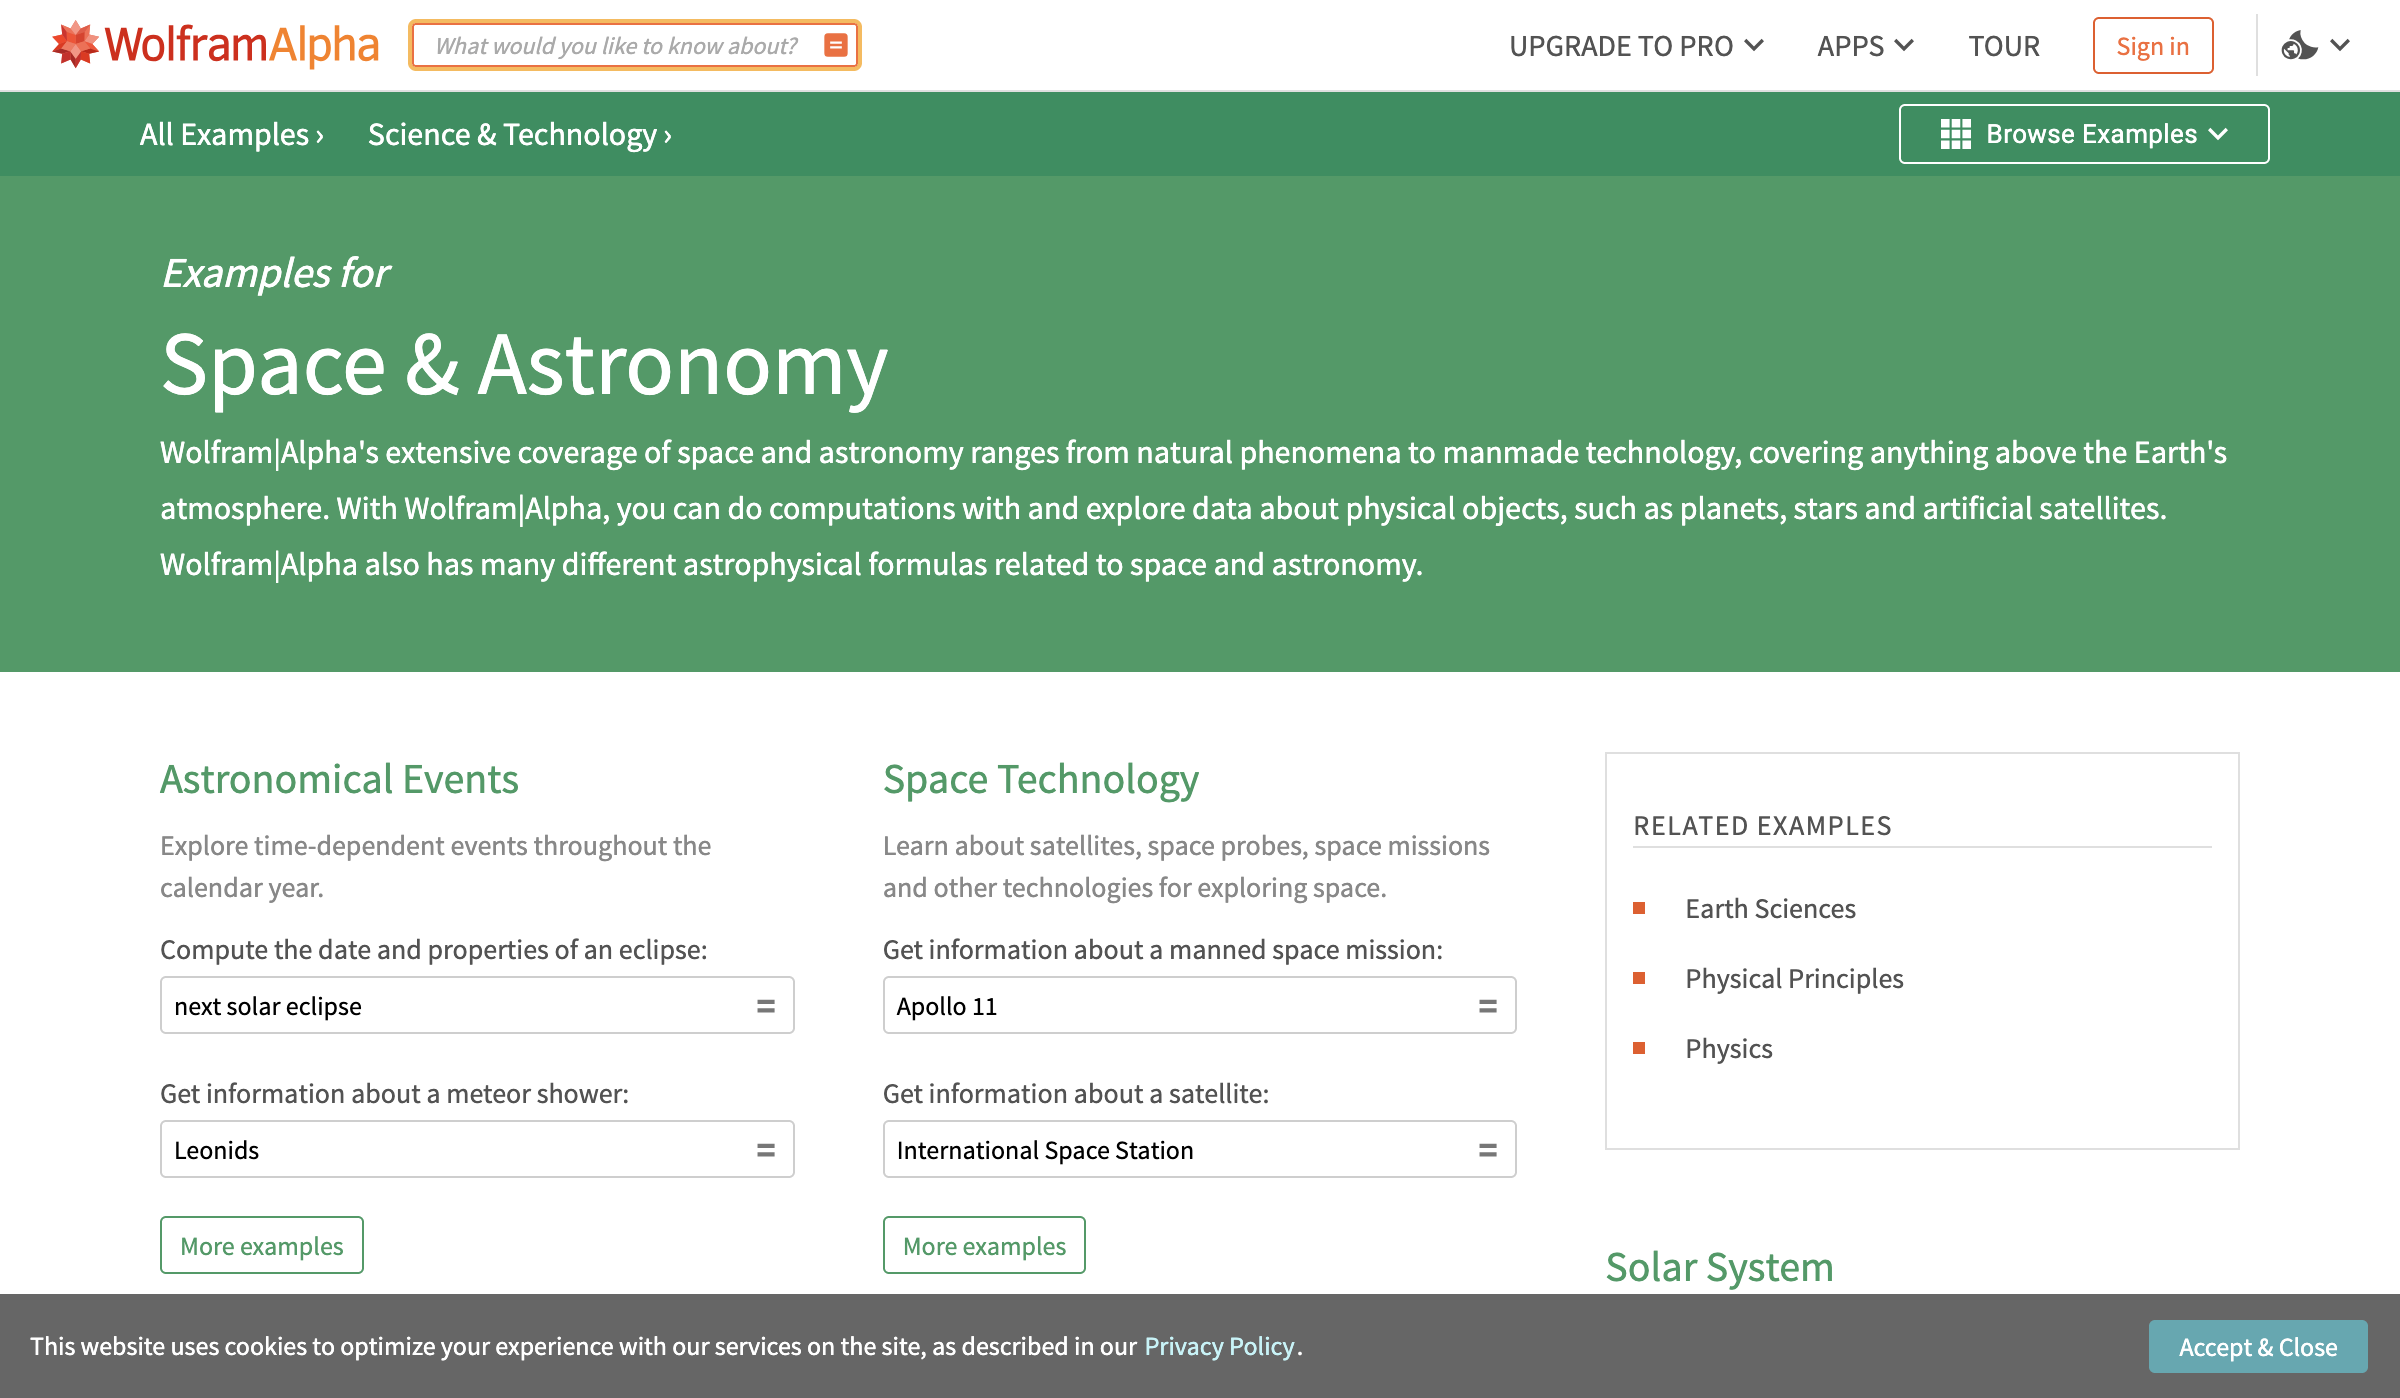 WolframAlpha
What would you like to know about?
UPGRADE TO PRO
APPS
TOUR
Sign in
All Examples ›
Science & Technology ›
Browse Examples
Examples for
Space & Astronomy
Wolfram|Alpha's extensive coverage of space and astronomy ranges from natural phenomena to manmade technology, covering anything above the Earth's
atmosphere. With Wolfram|Alpha, you can do computations with and explore data about physical objects, such as planets, stars and artificial satellites.
Wolfram|Alpha also has many different astrophysical formulas related to space and astronomy.
Astronomical Events
Explore time-dependent events throughout the
calendar year.
Compute the date and properties of an eclipse:
next solar eclipse
Get information about a meteor shower:
Leonids
More examples
Space Technology
Learn about satellites, space probes, space missions
and other technologies for exploring space.
Get information about a manned space mission:
Apollo 11
Get information about a satellite:
International Space Station
More examples
RELATED EXAMPLES
Earth Sciences
Physical Principles
Physics
Solar System
This website uses cookies to optimize your experience with our services on the site, as described in our Privacy Policy.
Accept & Close